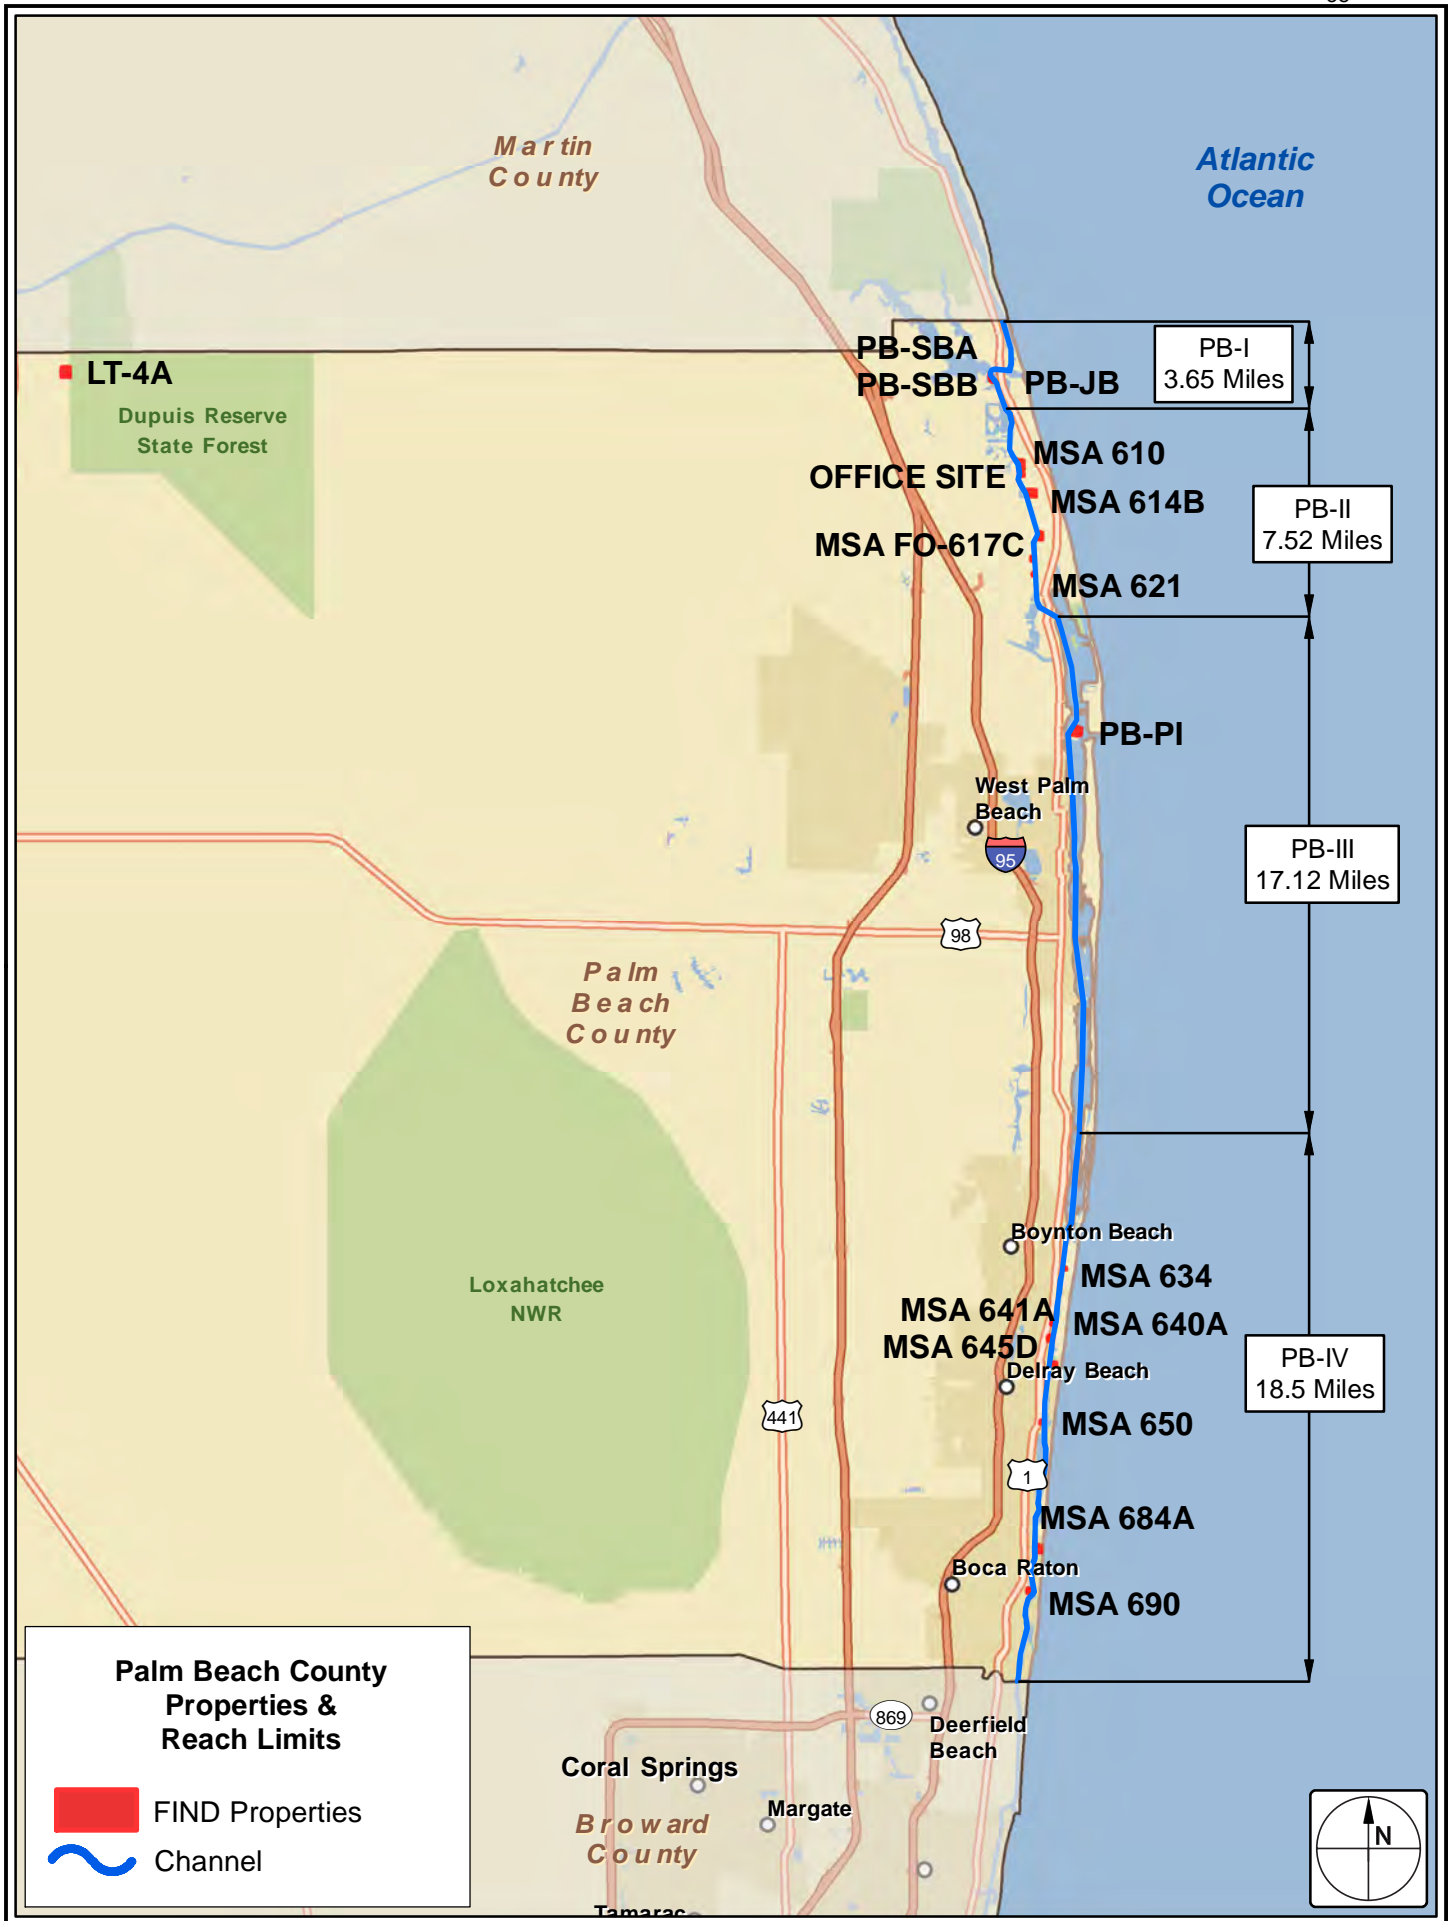 Martin
County
Atlantic
Ocean
PB-SBA
PB-SBB
PB-JB
PB-I
3.65 Miles
LT-4A
Dupuis Reserve
State Forest
MSA 610
OFFICE SITE
MSA 614B
PB-II
7.52 Miles
MSA FO-617C
MSA 621
PB-PI
West Palm
Beach
95
PB-III
17.12 Miles
98
Palm
Beach
County
Boynton Beach
MSA 634
Loxahatchee
NWR
MSA 641A
MSA 640A
MSA 645D
Delray Beach
PB-IV
18.5 Miles
441
MSA 650
1
MSA 684A
Boca Raton
MSA 690
Palm Beach County
Properties &
Reach Limits
FIND Properties
Channel
869
Deerfield
Beach
Coral Springs
Margate
Broward
County
Tamarac
N